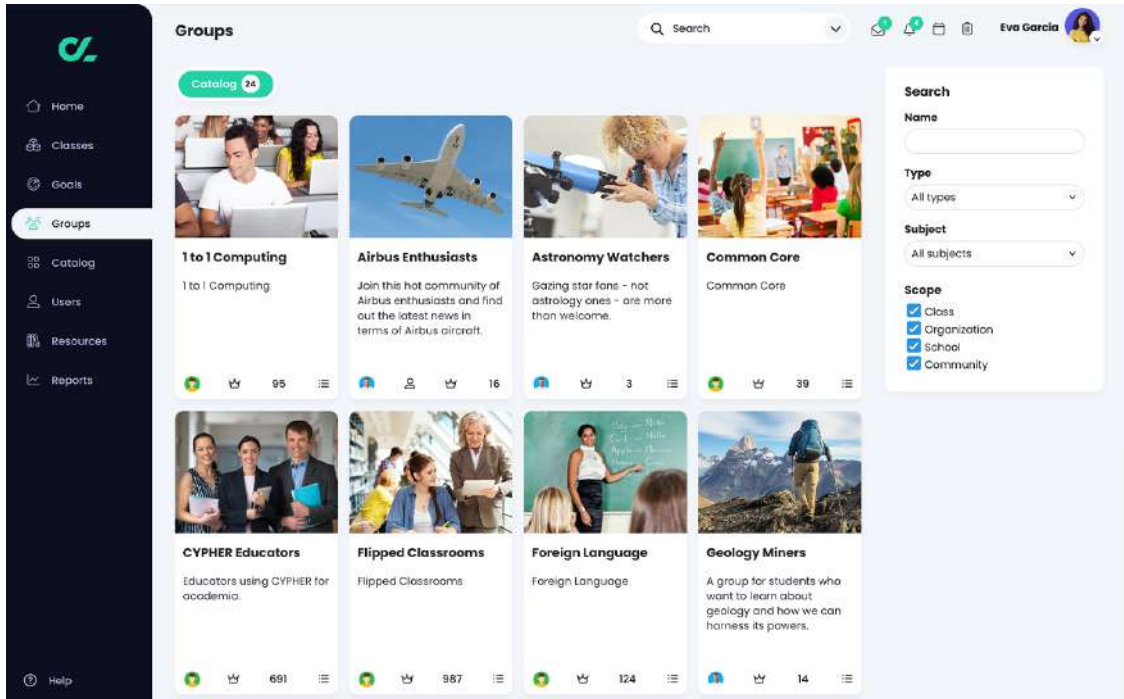 Groups
Search
1
Eva Garcia
Home
Classes
Goals
Groups
Catalog
Users
Resources
Reports
Help
Catalog 24
1 to 1 Computing
1 to 1 Computing
95
Airbus Enthusiasts
Join this hot community of
Airbus enthusiasts and find
out the latest news in
terms of Airbus aircraft.
16
Astronomy Watchers
Gazing star fans - not
astrology ones - are more
than welcome.
3
Common Core
Common Core
39
CYPHER Educators
Educators using CYPHER for
academia.
691
Flipped Classrooms
Flipped Classrooms
987
Foreign Language
Foreign Language
124
Geology Miners
A group for students who
want to learn about
geology and how we can
harness its powers.
14
Search
Name
Type
All types
Subject
All subjects
Scope
Class
Organization
School
Community